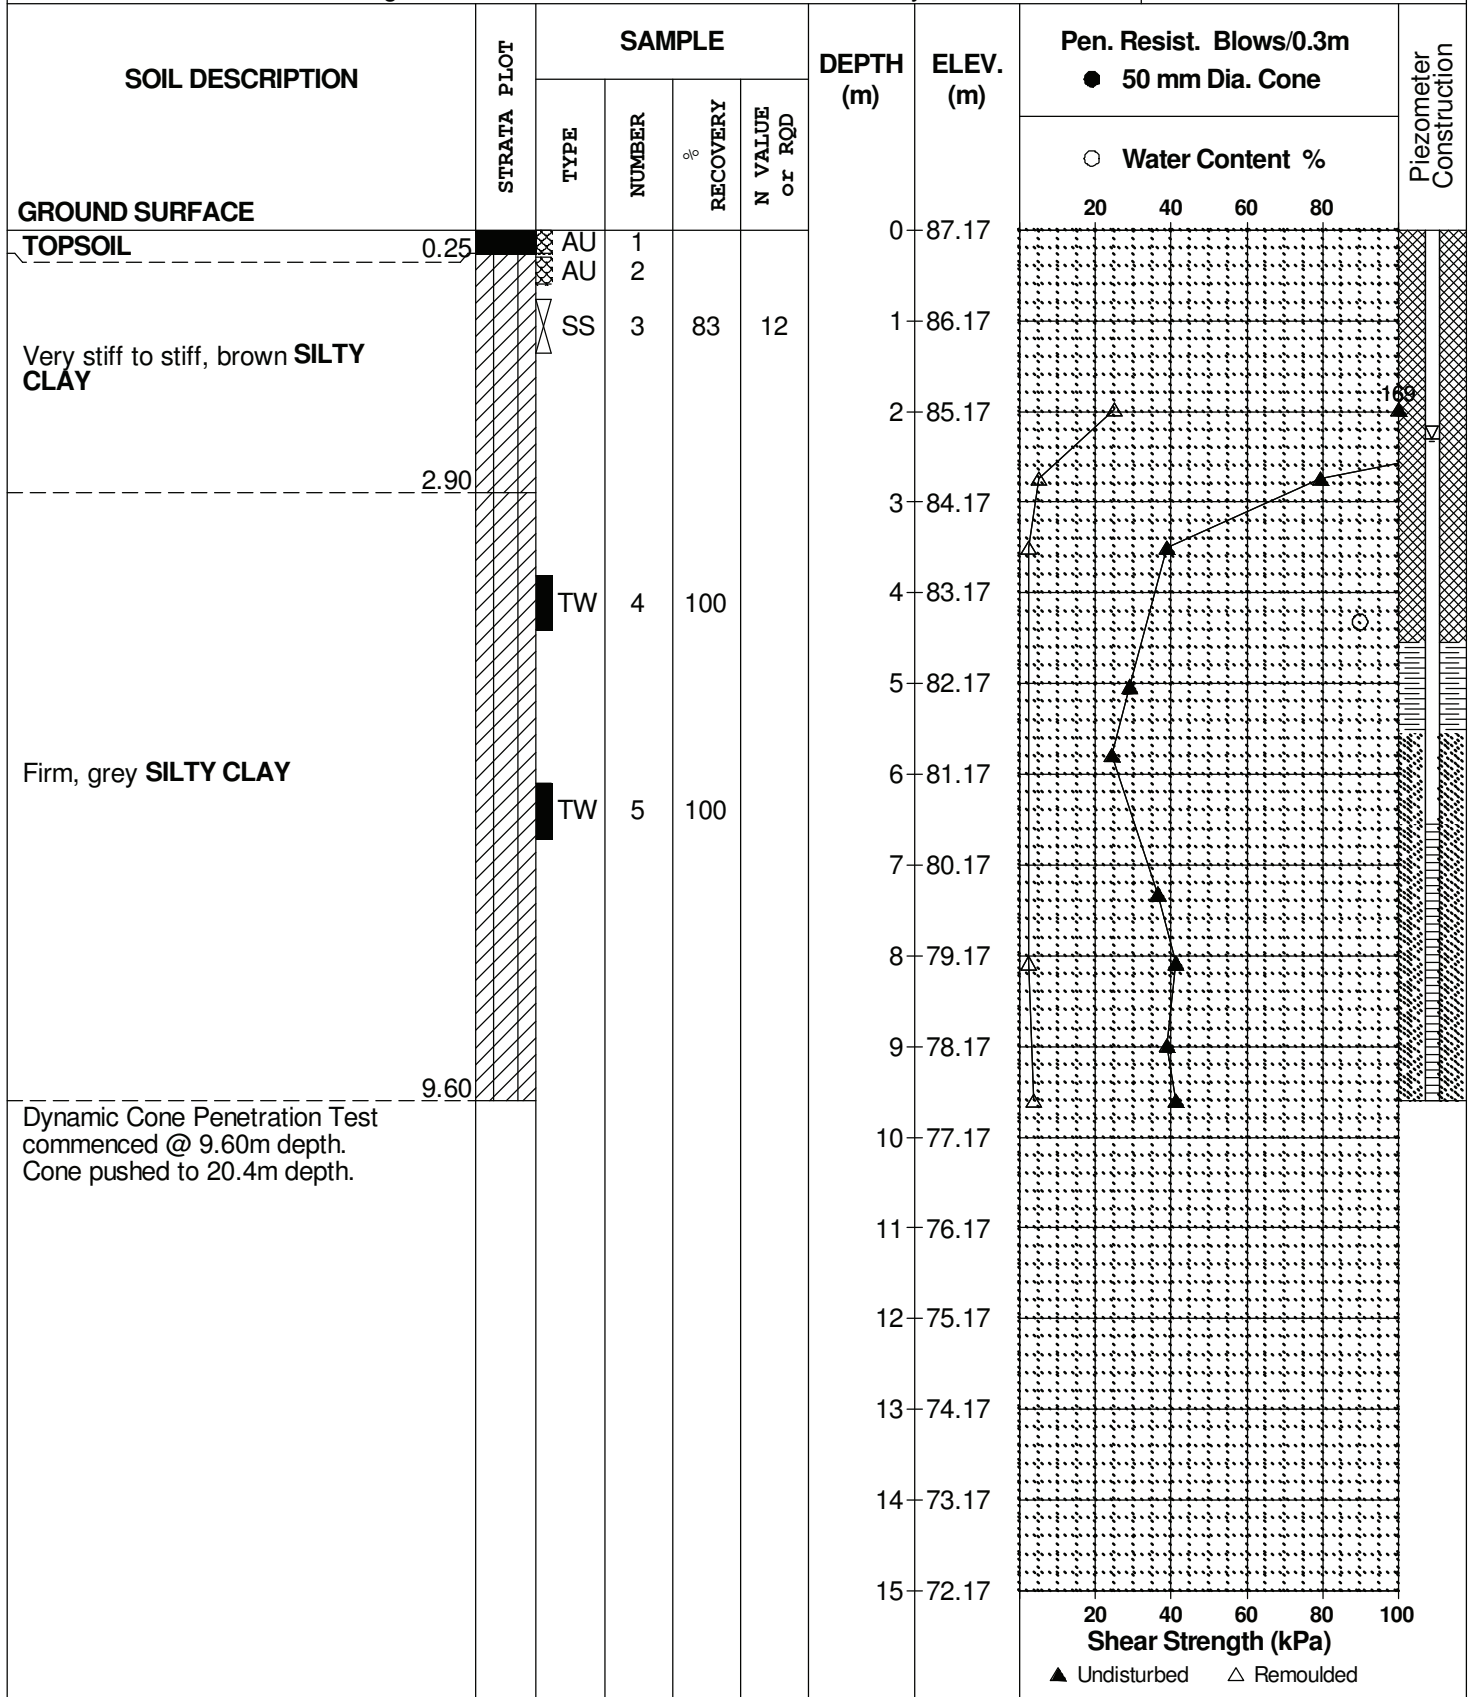 SOIL DESCRIPTION
GROUND SURFACE
STRATA PLOT
SAMPLE
TYPE
NUMBER
% RECOVERY
N VALUE or RQD
DEPTH (m)
ELEV. (m)
Pen. Resist. Blows/0.3m
● 50 mm Dia. Cone
○ Water Content %
20 40 60 80
Piezometer Construction
TOPSOIL 0.25
AU 1
AU 2
SS 3 83 12
Very stiff to stiff, brown SILTY
CLAY
2.90
TW 4 100
Firm, grey SILTY CLAY
TW 5 100
9.60
Dynamic Cone Penetration Test
commenced @ 9.60m depth.
Cone pushed to 20.4m depth.
0 87.17
1 86.17
2 85.17
3 84.17
4 83.17
5 82.17
6 81.17
7 80.17
8 79.17
9 78.17
10 77.17
11 76.17
12 75.17
13 74.17
14 73.17
15 72.17
169
20 40 60 80 100
Shear Strength (kPa)
▲ Undisturbed △ Remoulded